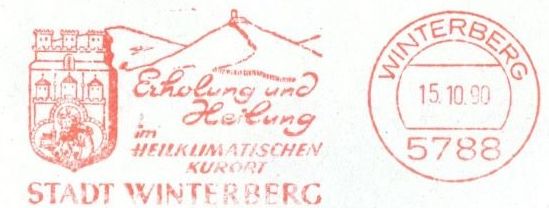 Erholung und
Heilung
im
HEILKLIMATISCHEN
KURORT
STADT WINTERBERG
WINTERBERG
15.10.90
5788